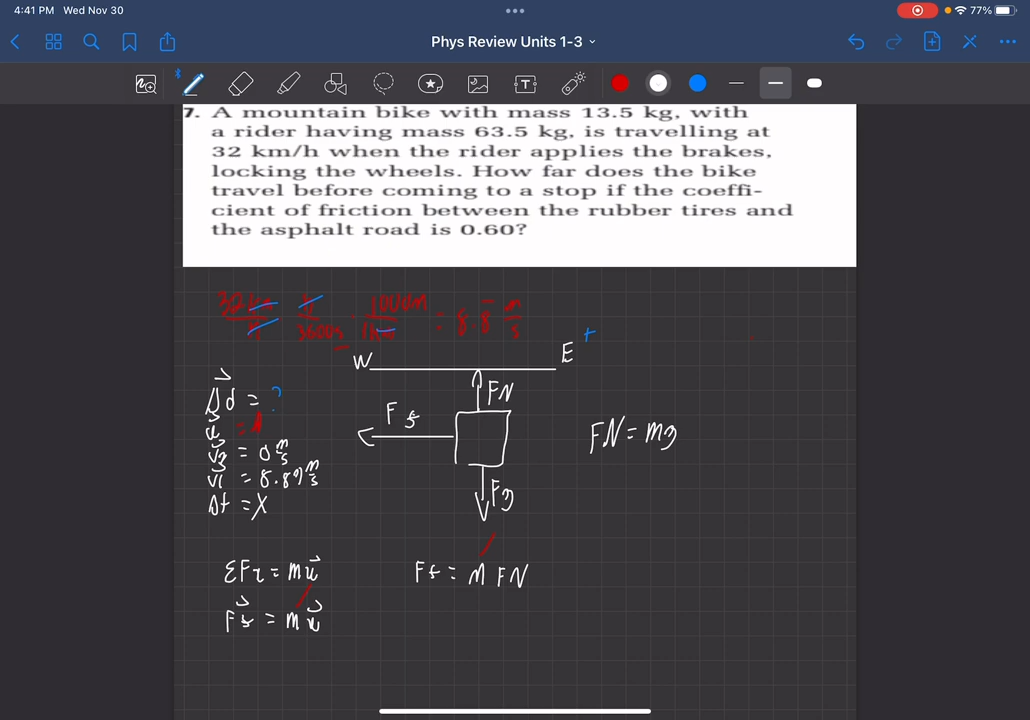 4:41 PM Wed Nov 30
77%
Phys Review Units 1-3
7. A mountain bike with mass 13.5 kg, with
a rider having mass 63.5 kg, is travelling at
32 km/h when the rider applies the brakes,
locking the wheels. How far does the bike
travel before coming to a stop if the coeffi-
cient of friction between the rubber tires and
the asphalt road is 0.60?
32 km/h · h/3600s · 1000m/1km = 8.8 m/s
W E +
Δd = ?
FN
Ff
FN = mg
v2 = 0 m/s
v1 = 8.89 m/s
Fg
Δt = X
ΣFx = ma
Ff = M FN
Ff = ma